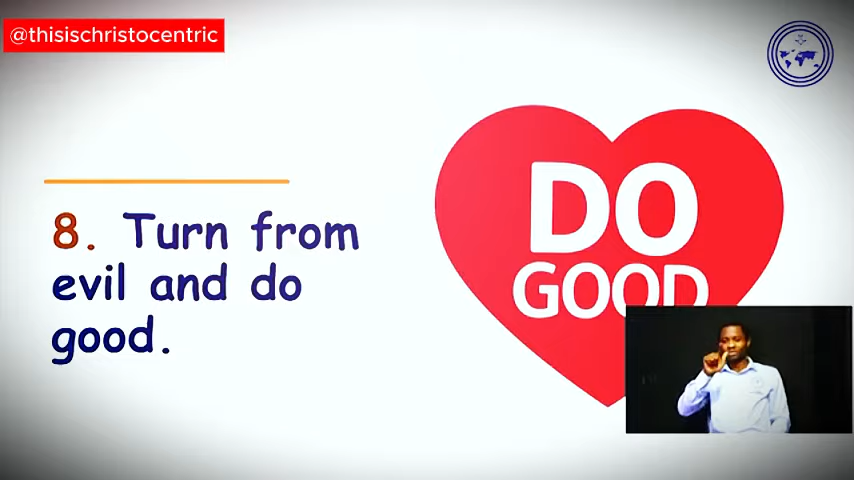 @thisischristocentric
8. Turn from
evil and do
good.
DO
GOOD